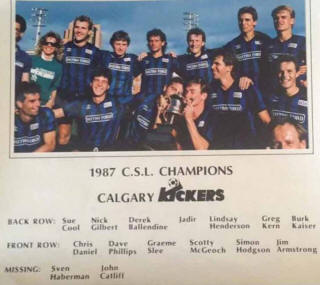 1987 C.S.L. CHAMPIONS
CALGARY KICKERS
BACK ROW: Sue Cool Nick Gilbert Derek Ballendine Jadir Lindsay Henderson Greg Kern Burk Kaiser
FRONT ROW: Chris Daniel Dave Phillips Graeme Slee Scotty McGeoch Simon Hodgson Jim Armstrong
MISSING: Sven Haberman John Catliff